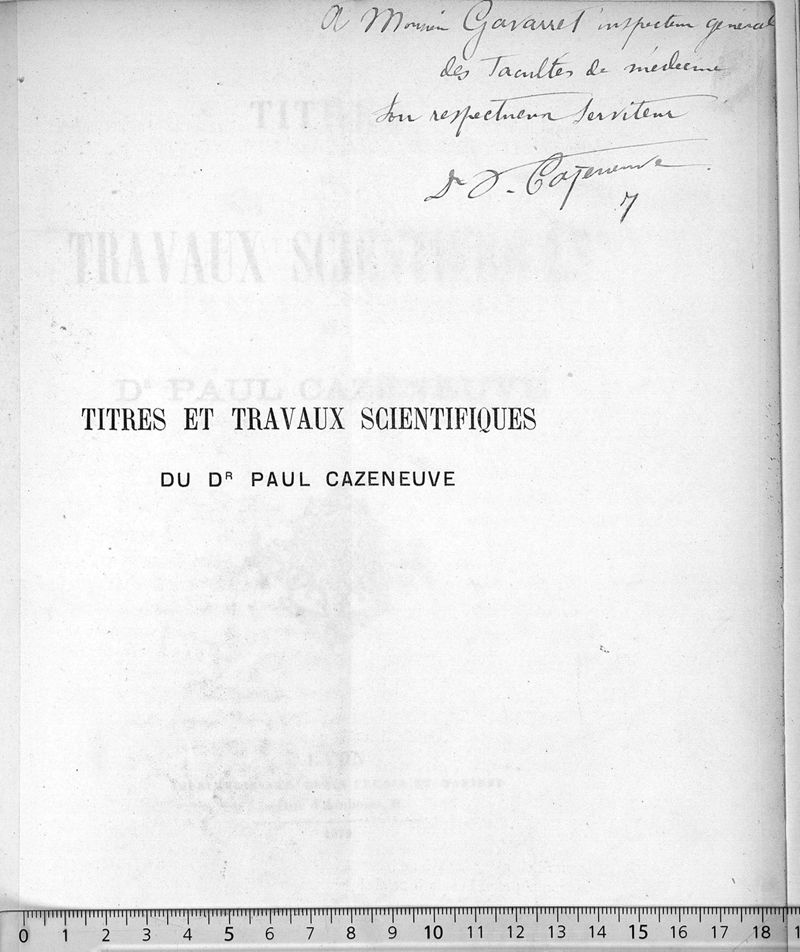 A Monsieur Gavarret inspecteur général
des facultés de médecine
Son respectueux serviteur
Dr P. Cazeneuve
7
TITRES ET TRAVAUX SCIENTIFIQUES
DU DR PAUL CAZENEUVE
0 1 2 3 4 5 6 7 8 9 10 11 12 13 14 15 16 17 18